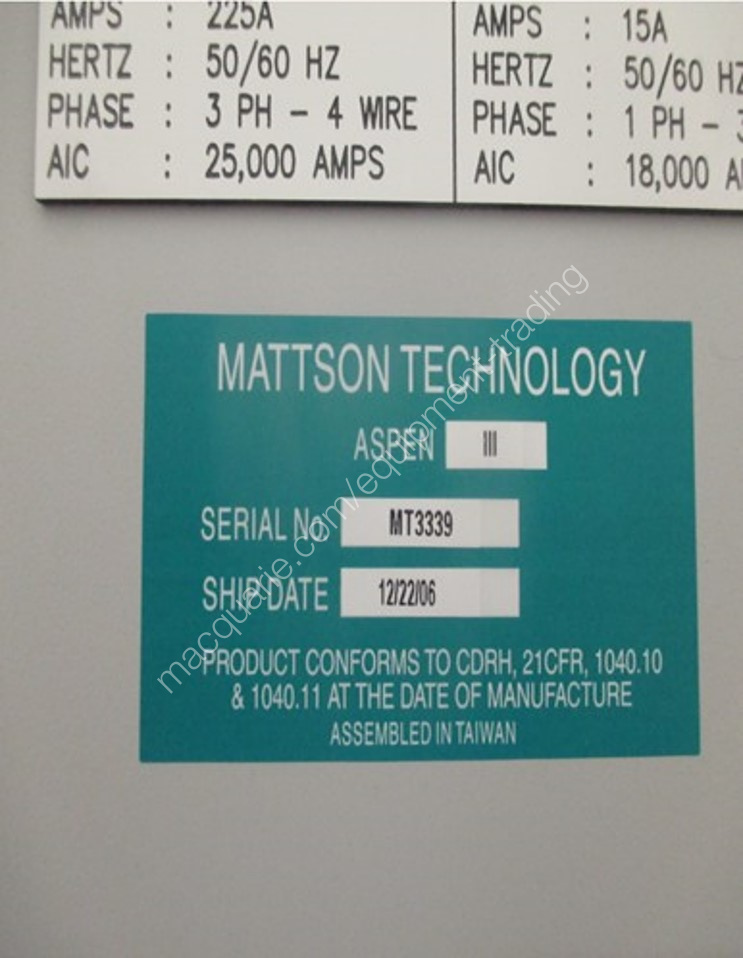 AMPS : 225A
HERTZ : 50/60 HZ
PHASE : 3 PH - 4 WIRE
AIC : 25,000 AMPS
AMPS : 15A
HERTZ : 50/60 HZ
PHASE : 1 PH -
AIC : 18,000
MATTSON TECHNOLOGY
ASPEN III
SERIAL No MT3339
SHIP DATE 12/22/06
PRODUCT CONFORMS TO CDRH, 21CFR, 1040.10
& 1040.11 AT THE DATE OF MANUFACTURE
ASSEMBLED IN TAIWAN
macquarie.com/equipment-trading